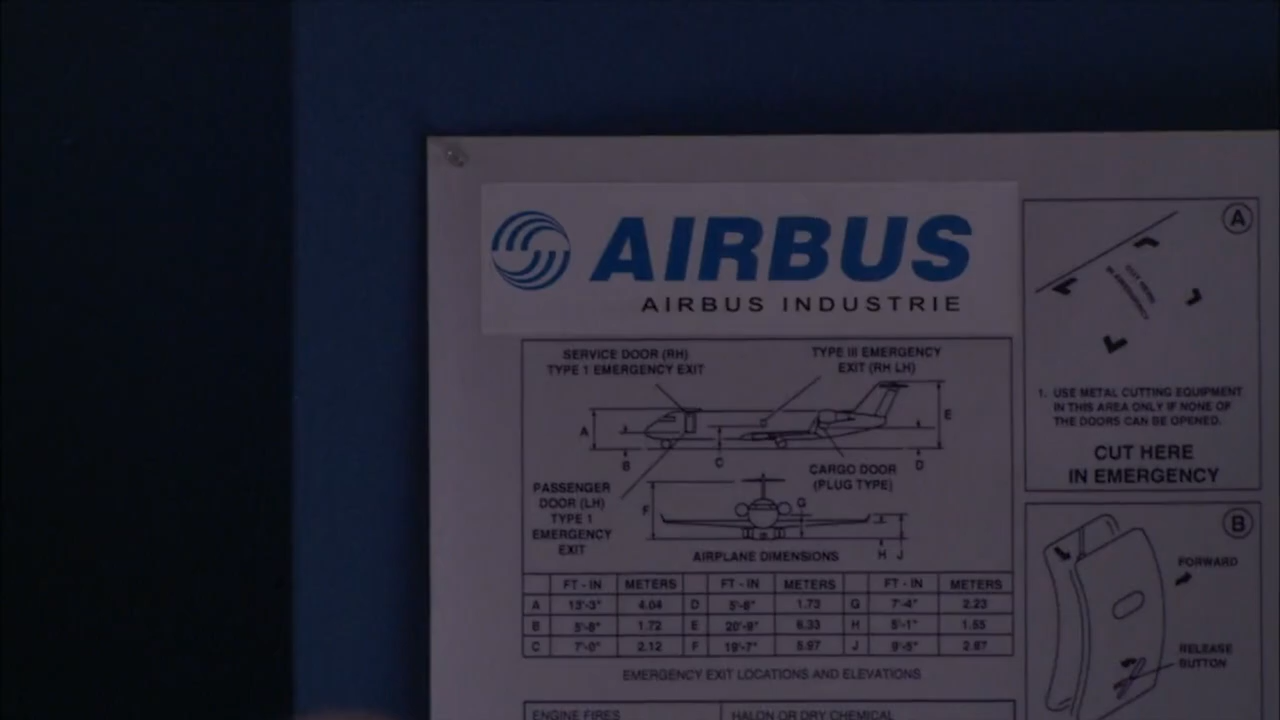 AIRBUS
AIRBUS INDUSTRIE
SERVICE DOOR (RH)
TYPE 1 EMERGENCY EXIT
TYPE III EMERGENCY
EXIT (RH LH)
A
B
C
D
E
CARGO DOOR
(PLUG TYPE)
PASSENGER
DOOR (LH)
TYPE 1
EMERGENCY
EXIT
F
G
H J
AIRPLANE DIMENSIONS
FT - IN METERS FT - IN METERS FT - IN METERS
A 13'-3" 4.04 D 5'-8" 1.73 G 7'-4" 2.23
B 5'-8" 1.72 E 20'-9" 6.33 H 5'-1" 1.55
C 7'-0" 2.12 F 19'-7" 5.97 J 9'-5" 2.87
EMERGENCY EXIT LOCATIONS AND ELEVATIONS
ENGINE FIRES HALON OR DRY CHEMICAL
A
CUT HERE
IN EMERGENCY
1. USE METAL CUTTING EQUIPMENT
IN THIS AREA ONLY IF NONE OF
THE DOORS CAN BE OPENED.
CUT HERE
IN EMERGENCY
B
FORWARD
RELEASE
BUTTON